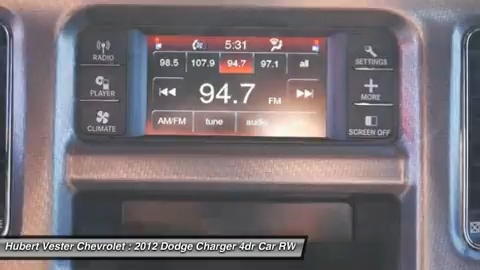 5:31
RADIO
98.5 107.9 94.7 97.1 all
SETTINGS
PLAYER
94.7 FM
MORE
CLIMATE
AM/FM tune audio
SCREEN OFF
Hubert Vester Chevrolet : 2012 Dodge Charger 4dr Car RW